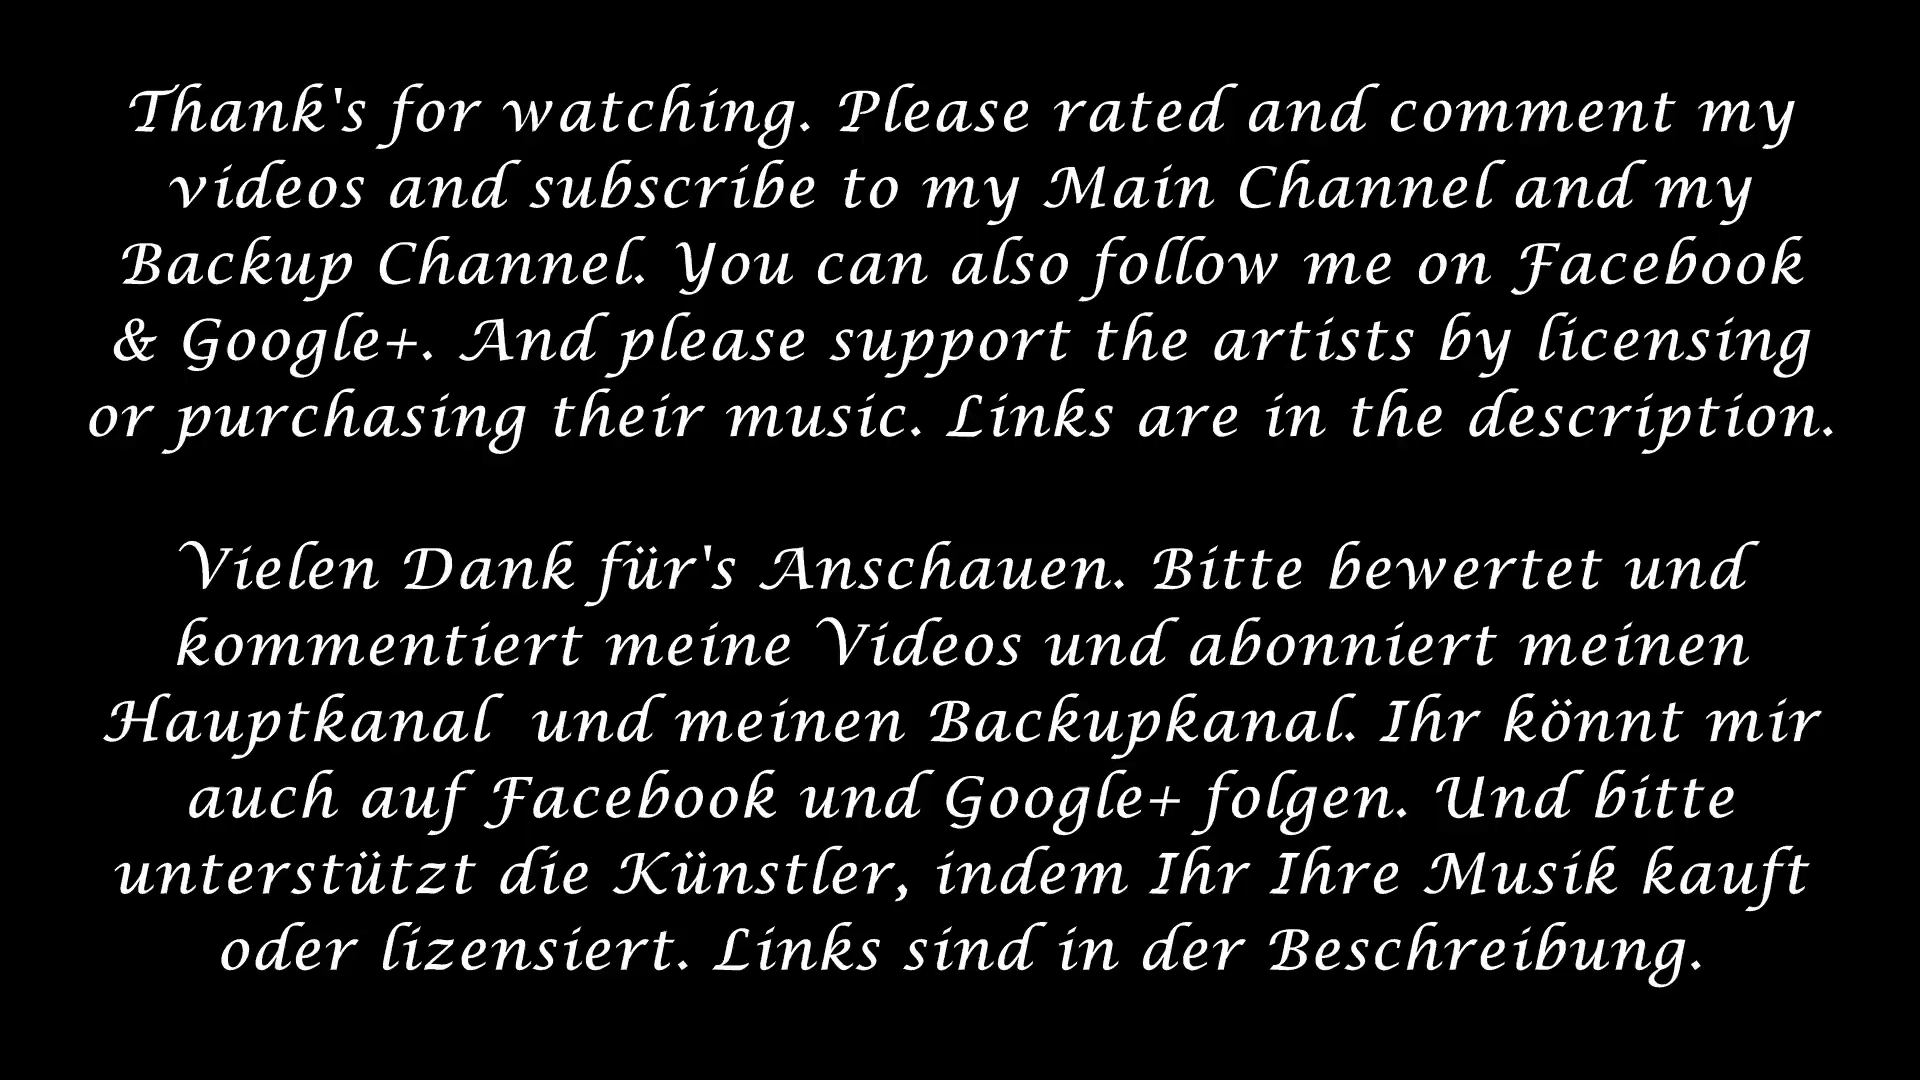 Thank's for watching. Please rated and comment my
videos and subscribe to my Main Channel and my
Backup Channel. You can also follow me on Facebook
& Google+. And please support the artists by licensing
or purchasing their music. Links are in the description.
Vielen Dank für's Anschauen. Bitte bewertet und
kommentiert meine Videos und abonniert meinen
Hauptkanal  und meinen Backupkanal. Ihr könnt mir
auch auf Facebook und Google+ folgen. Und bitte
unterstützt die Künstler, indem Ihr Ihre Musik kauft
oder lizensiert. Links sind in der Beschreibung.